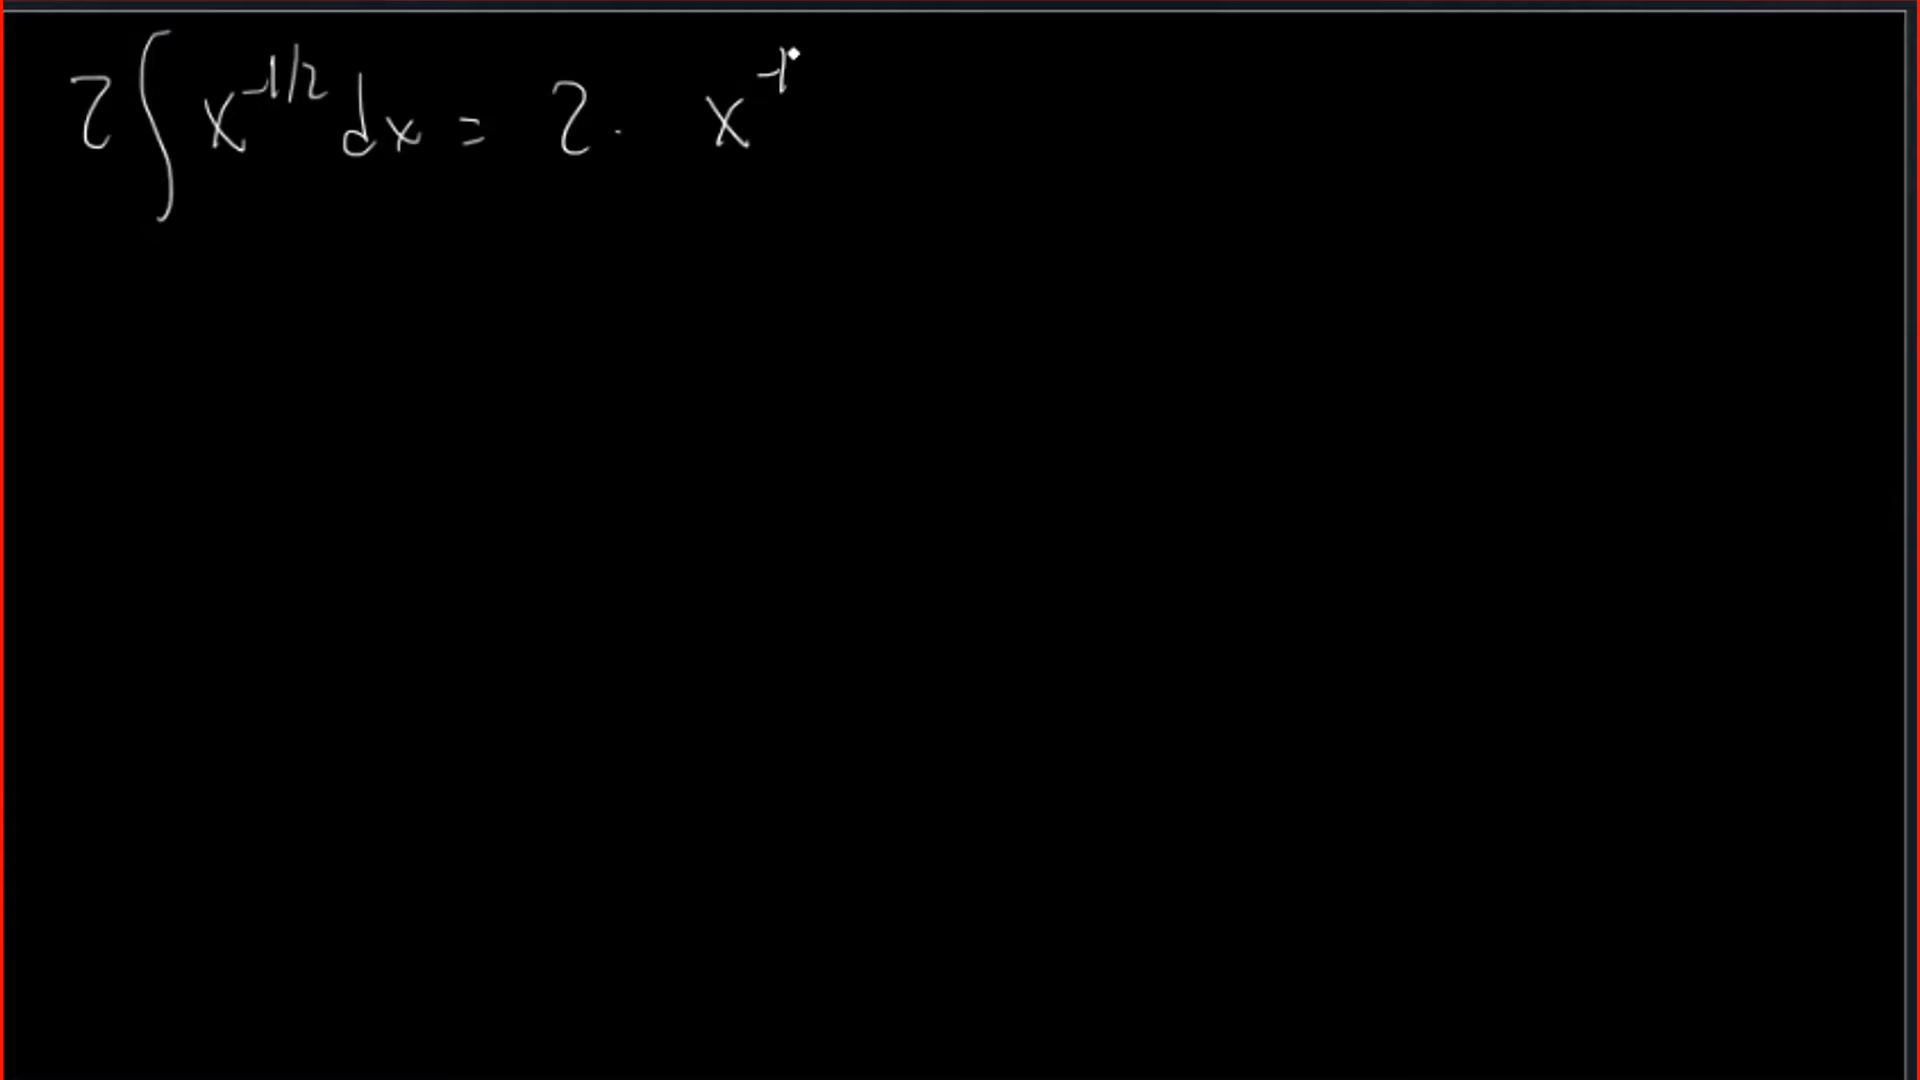 2∫ x^{-1/2} dx = 2 · x^{-1